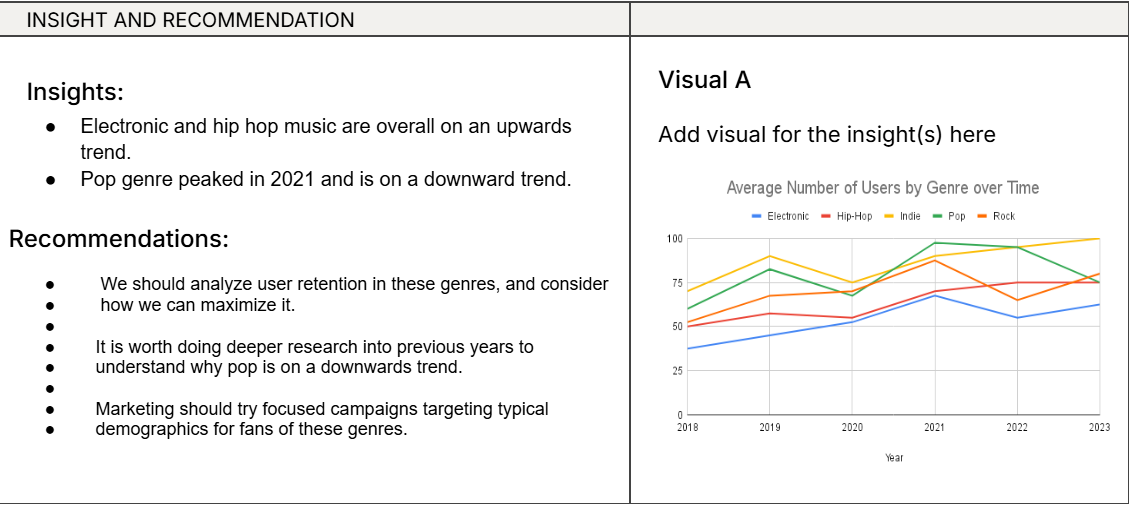 INSIGHT AND RECOMMENDATION
Insights:
● Electronic and hip hop music are overall on an upwards
trend.
● Pop genre peaked in 2021 and is on a downward trend.
Recommendations:
● We should analyze user retention in these genres, and consider
● how we can maximize it.
●
● It is worth doing deeper research into previous years to
● understand why pop is on a downwards trend.
●
● Marketing should try focused campaigns targeting typical
● demographics for fans of these genres.
Visual A
Add visual for the insight(s) here
Average Number of Users by Genre over Time
Electronic Hip-Hop Indie Pop Rock
100
75
50
25
0
2018 2019 2020 2021 2022 2023
Year